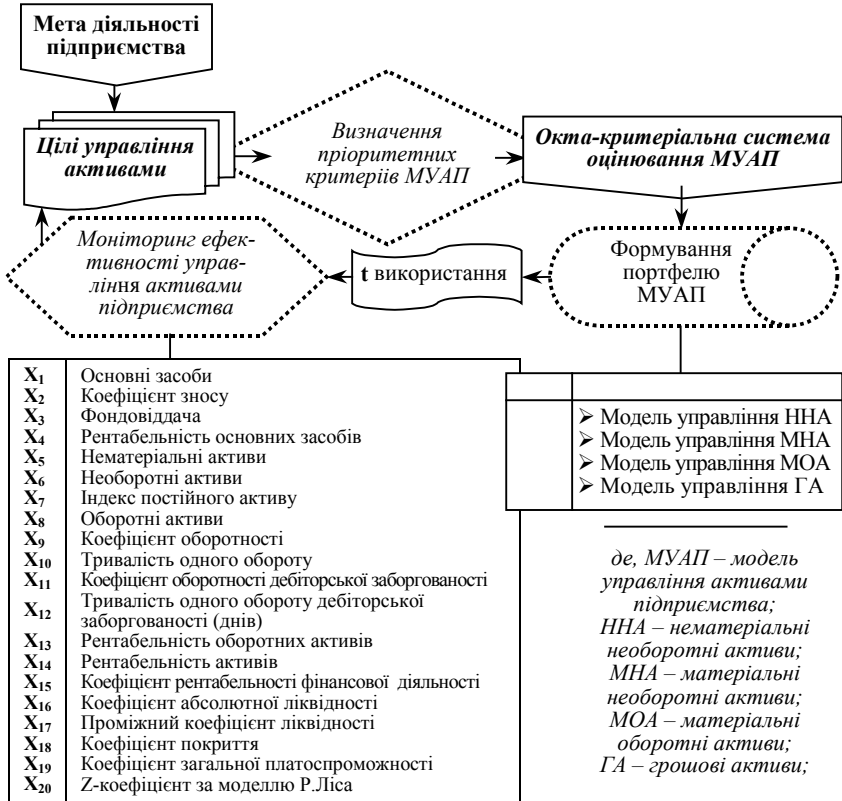 Мета діяльності
підприємства
Цілі управління
активами
Визначення
пріоритетних
критеріїв МУАП
Окта-критеріальна система
оцінювання МУАП
Моніторинг ефек-
тивності управ-
ління активами
підприємства
t використання
Формування
портфелю
МУАП
X1 Основні засоби
X2 Коефіцієнт зносу
X3 Фондовіддача
X4 Рентабельність основних засобів
X5 Нематеріальні активи
X6 Необоротні активи
X7 Індекс постійного активу
X8 Оборотні активи
X9 Коефіцієнт оборотності
X10 Тривалість одного обороту
X11 Коефіцієнт оборотності дебіторської заборгованості
X12 Тривалість одного обороту дебіторської
заборгованості (днів)
X13 Рентабельність оборотних активів
X14 Рентабельність активів
X15 Коефіцієнт рентабельності фінансової діяльності
X16 Коефіцієнт абсолютної ліквідності
X17 Проміжний коефіцієнт ліквідності
X18 Коефіцієнт покриття
X19 Коефіцієнт загальної платоспроможності
X20 Z-коефіцієнт за моделлю Р.Ліса
➢ Модель управління ННА
➢ Модель управління МНА
➢ Модель управління МОА
➢ Модель управління ГА
де, МУАП – модель
управління активами
підприємства;
ННА – нематеріальні
необоротні активи;
МНА – матеріальні
необоротні активи;
МОА – матеріальні
оборотні активи;
ГА – грошові активи;